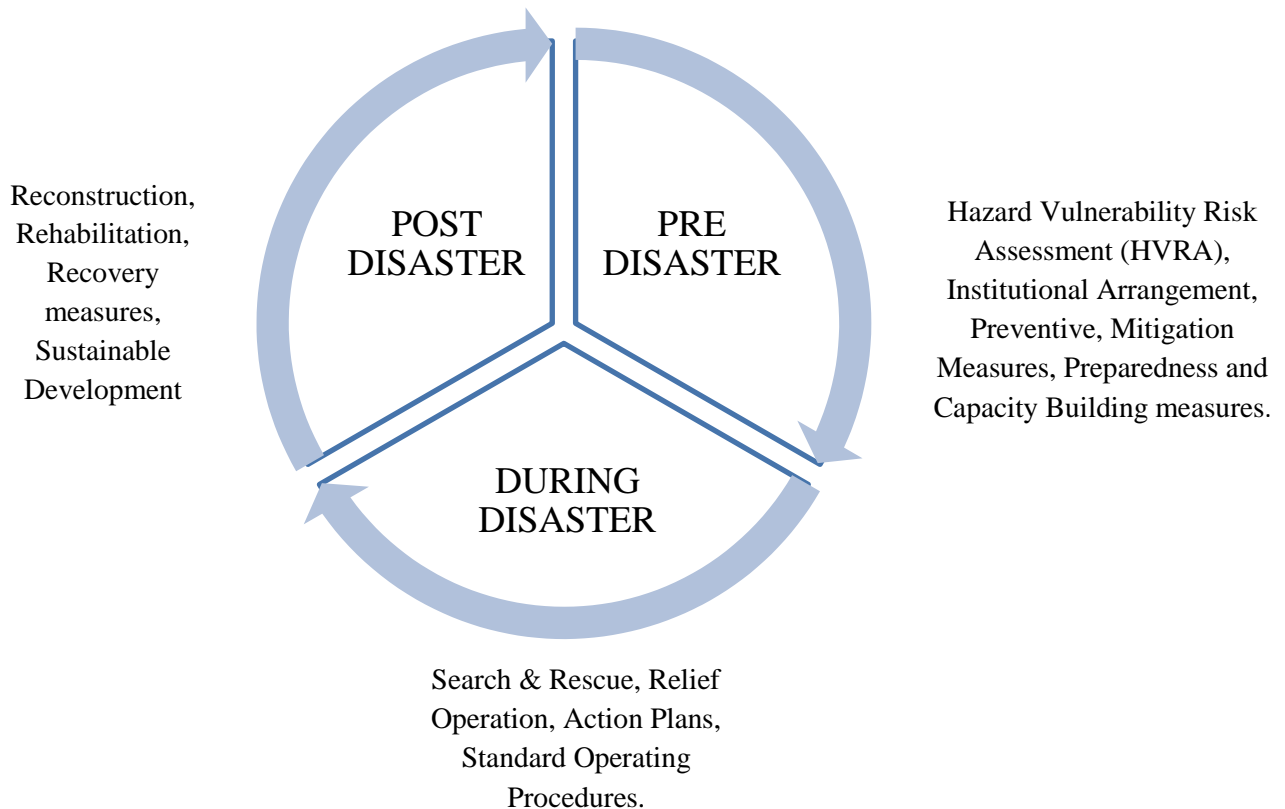 Reconstruction,
Rehabilitation,
Recovery
measures,
Sustainable
Development
POST
DISASTER
PRE
DISASTER
Hazard Vulnerability Risk
Assessment (HVRA),
Institutional Arrangement,
Preventive, Mitigation
Measures, Preparedness and
Capacity Building measures.
DURING
DISASTER
Search & Rescue, Relief
Operation, Action Plans,
Standard Operating
Procedures.